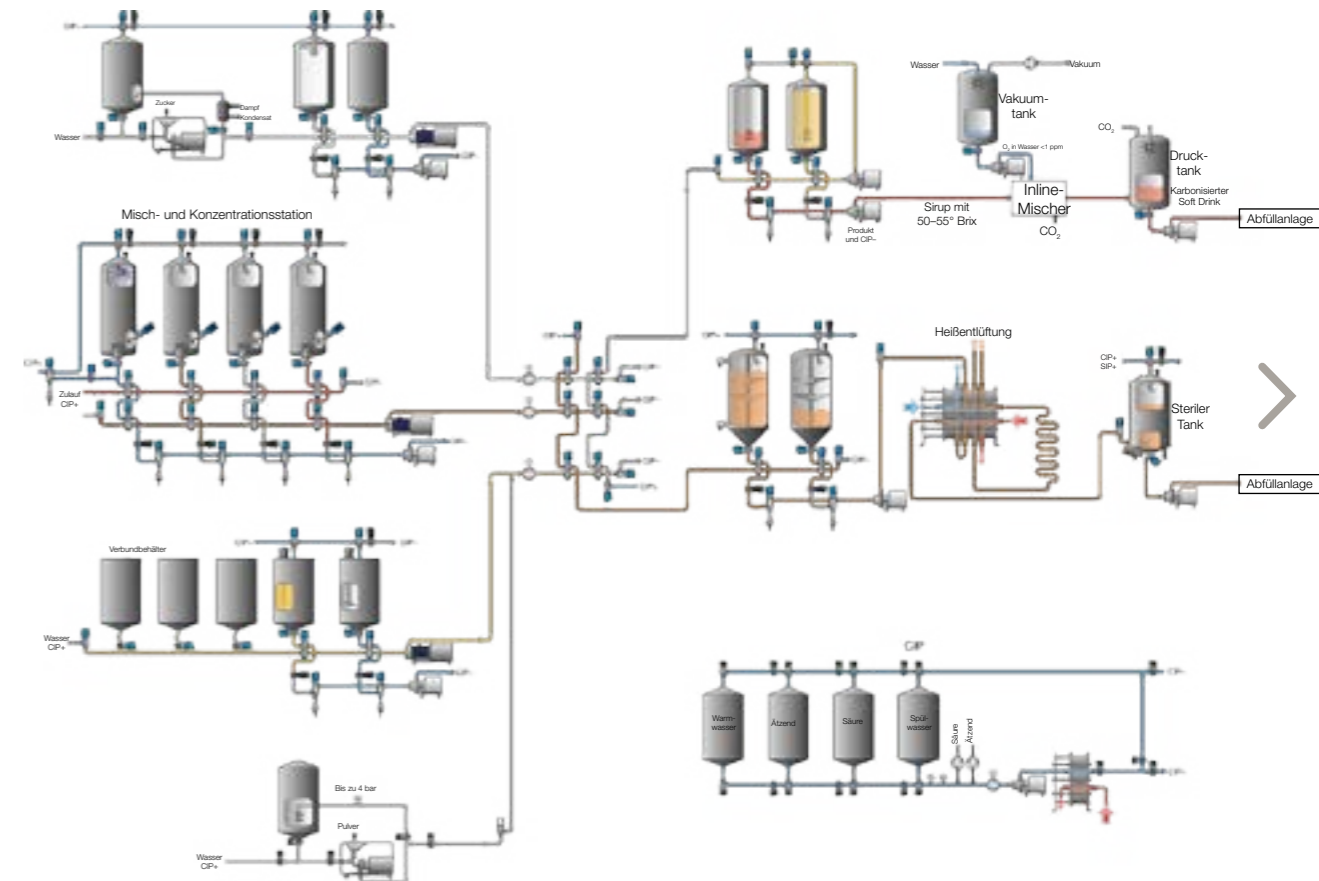 CIP+
Zucker
Dampf
Kondensat
Wasser
Misch- und Konzentrationsstation
Zulauf
CIP+
Verbundbehälter
Wasser
CIP+
Bis zu 4 bar
Pulver
Wasser
CIP+
Wasser
Vakuum
Vakuum-
tank
O₂ in Wasser <1 ppm
CO₂
Druck-
tank
Karbonisierter
Soft Drink
Inline-
Mischer
CO₂
Sirup mit
50–55° Brix
Produkt
und CIP–
Abfüllanlage
Heißentlüftung
CIP+
SIP+
Steriler
Tank
Abfüllanlage
CIP
Warm-
wasser
Ätzend
Säure
Spül-
wasser
Säure
Ätzend